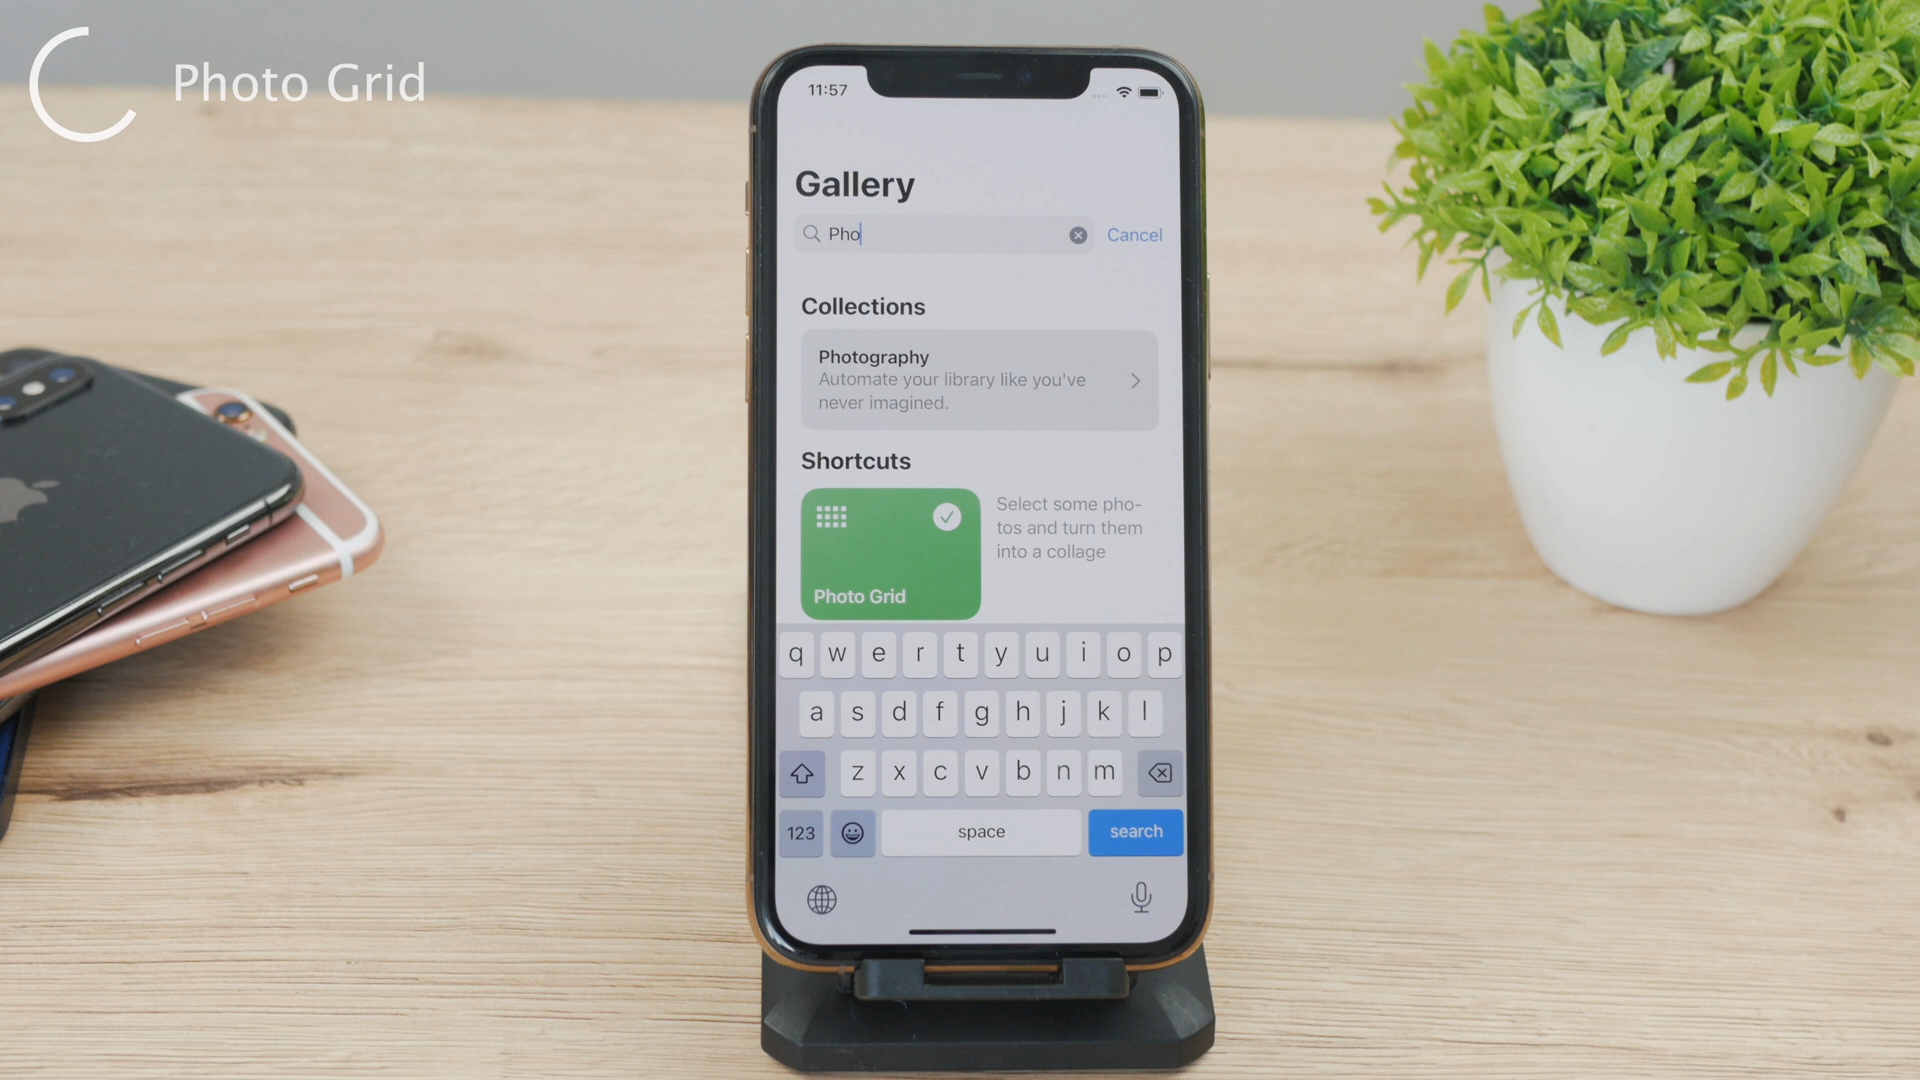 Photo Grid
11:57
Gallery
Pho
Cancel
Collections
Photography
Automate your library like you've
never imagined.
Shortcuts
Select some pho-
tos and turn them
into a collage
Photo Grid
q w e r t y u i o p
a s d f g h j k l
z x c v b n m
123 space search